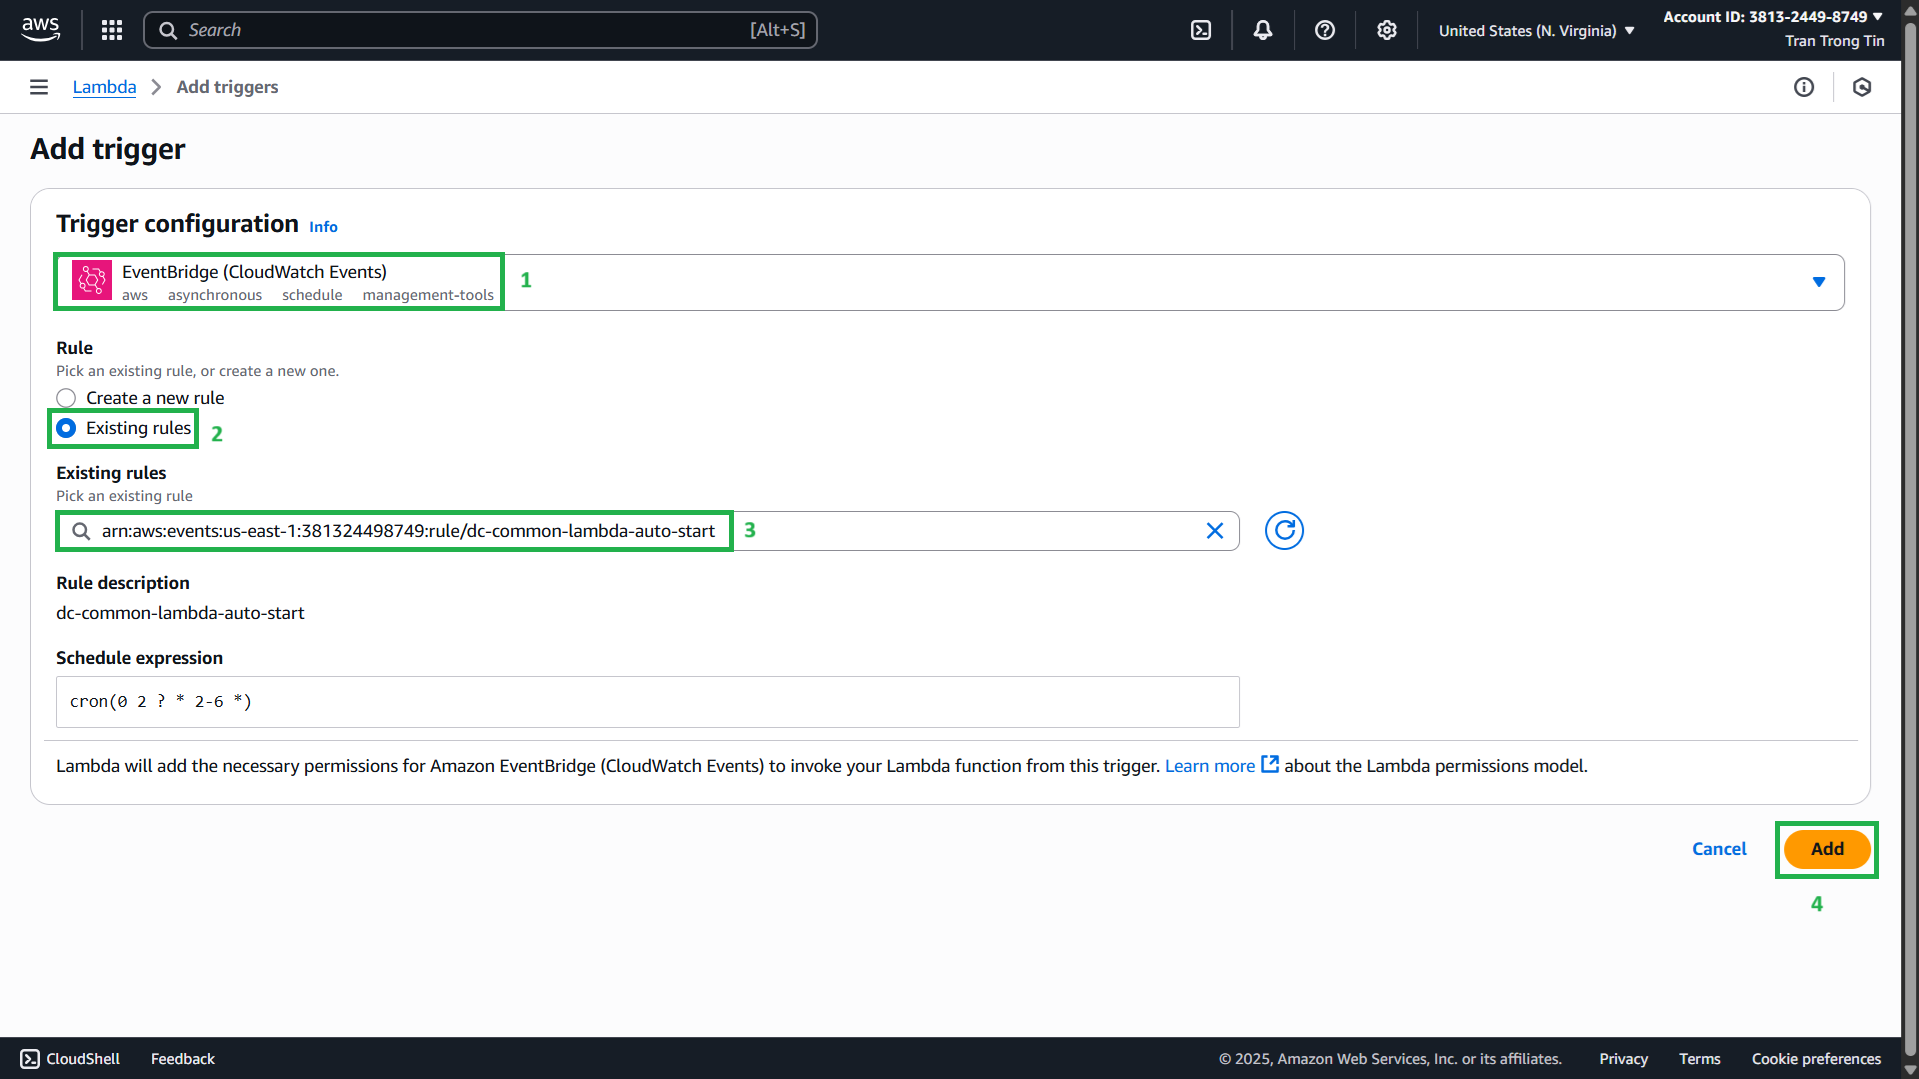 aws
Search [Alt+S]
United States (N. Virginia)
Account ID: 3813-2449-8749
Tran Trong Tin
Lambda > Add triggers
Add trigger
Trigger configuration Info
EventBridge (CloudWatch Events) 1
aws asynchronous schedule management-tools
Rule
Pick an existing rule, or create a new one.
Create a new rule
Existing rules 2
Existing rules
Pick an existing rule
arn:aws:events:us-east-1:381324498749:rule/dc-common-lambda-auto-start 3
Rule description
dc-common-lambda-auto-start
Schedule expression
cron(0 2 ? * 2-6 *)
Lambda will add the necessary permissions for Amazon EventBridge (CloudWatch Events) to invoke your Lambda function from this trigger. Learn more about the Lambda permissions model.
Cancel Add
4
CloudShell Feedback © 2025, Amazon Web Services, Inc. or its affiliates. Privacy Terms Cookie preferences